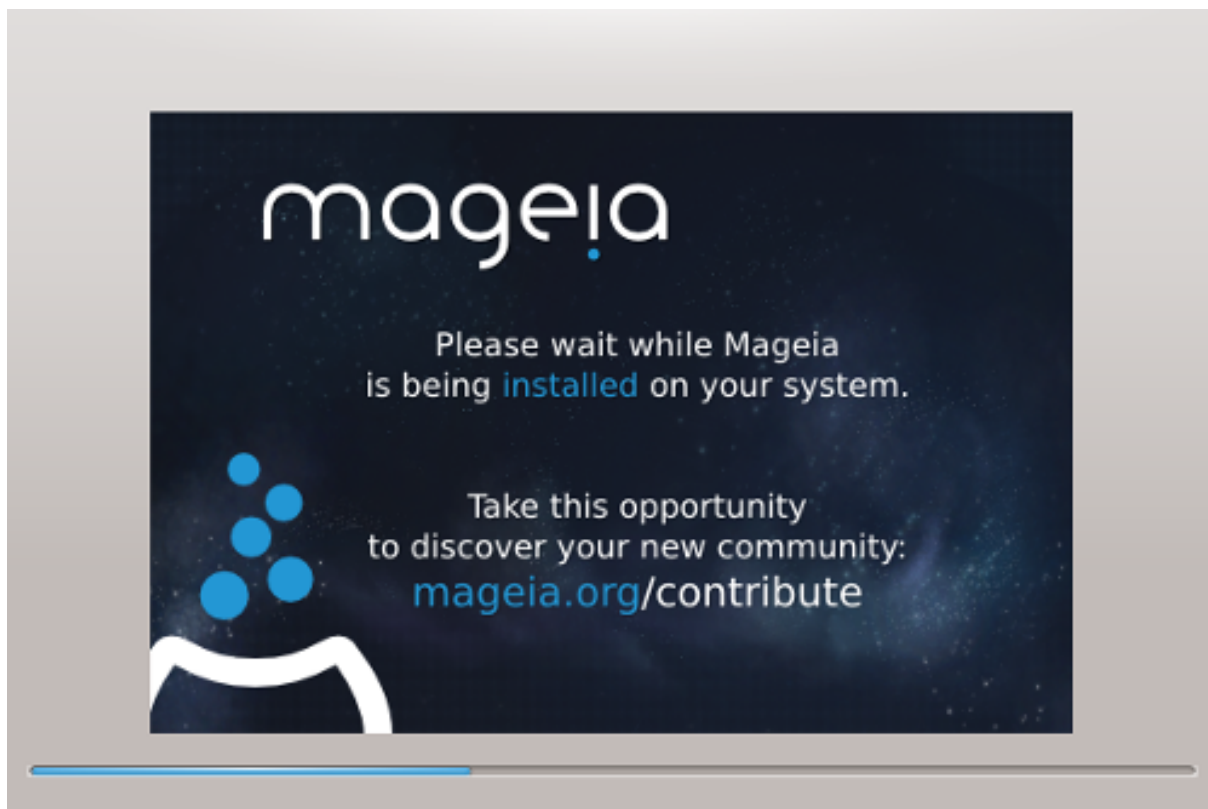 mageia
Please wait while Mageia
is being installed on your system.
Take this opportunity
to discover your new community:
mageia.org/contribute